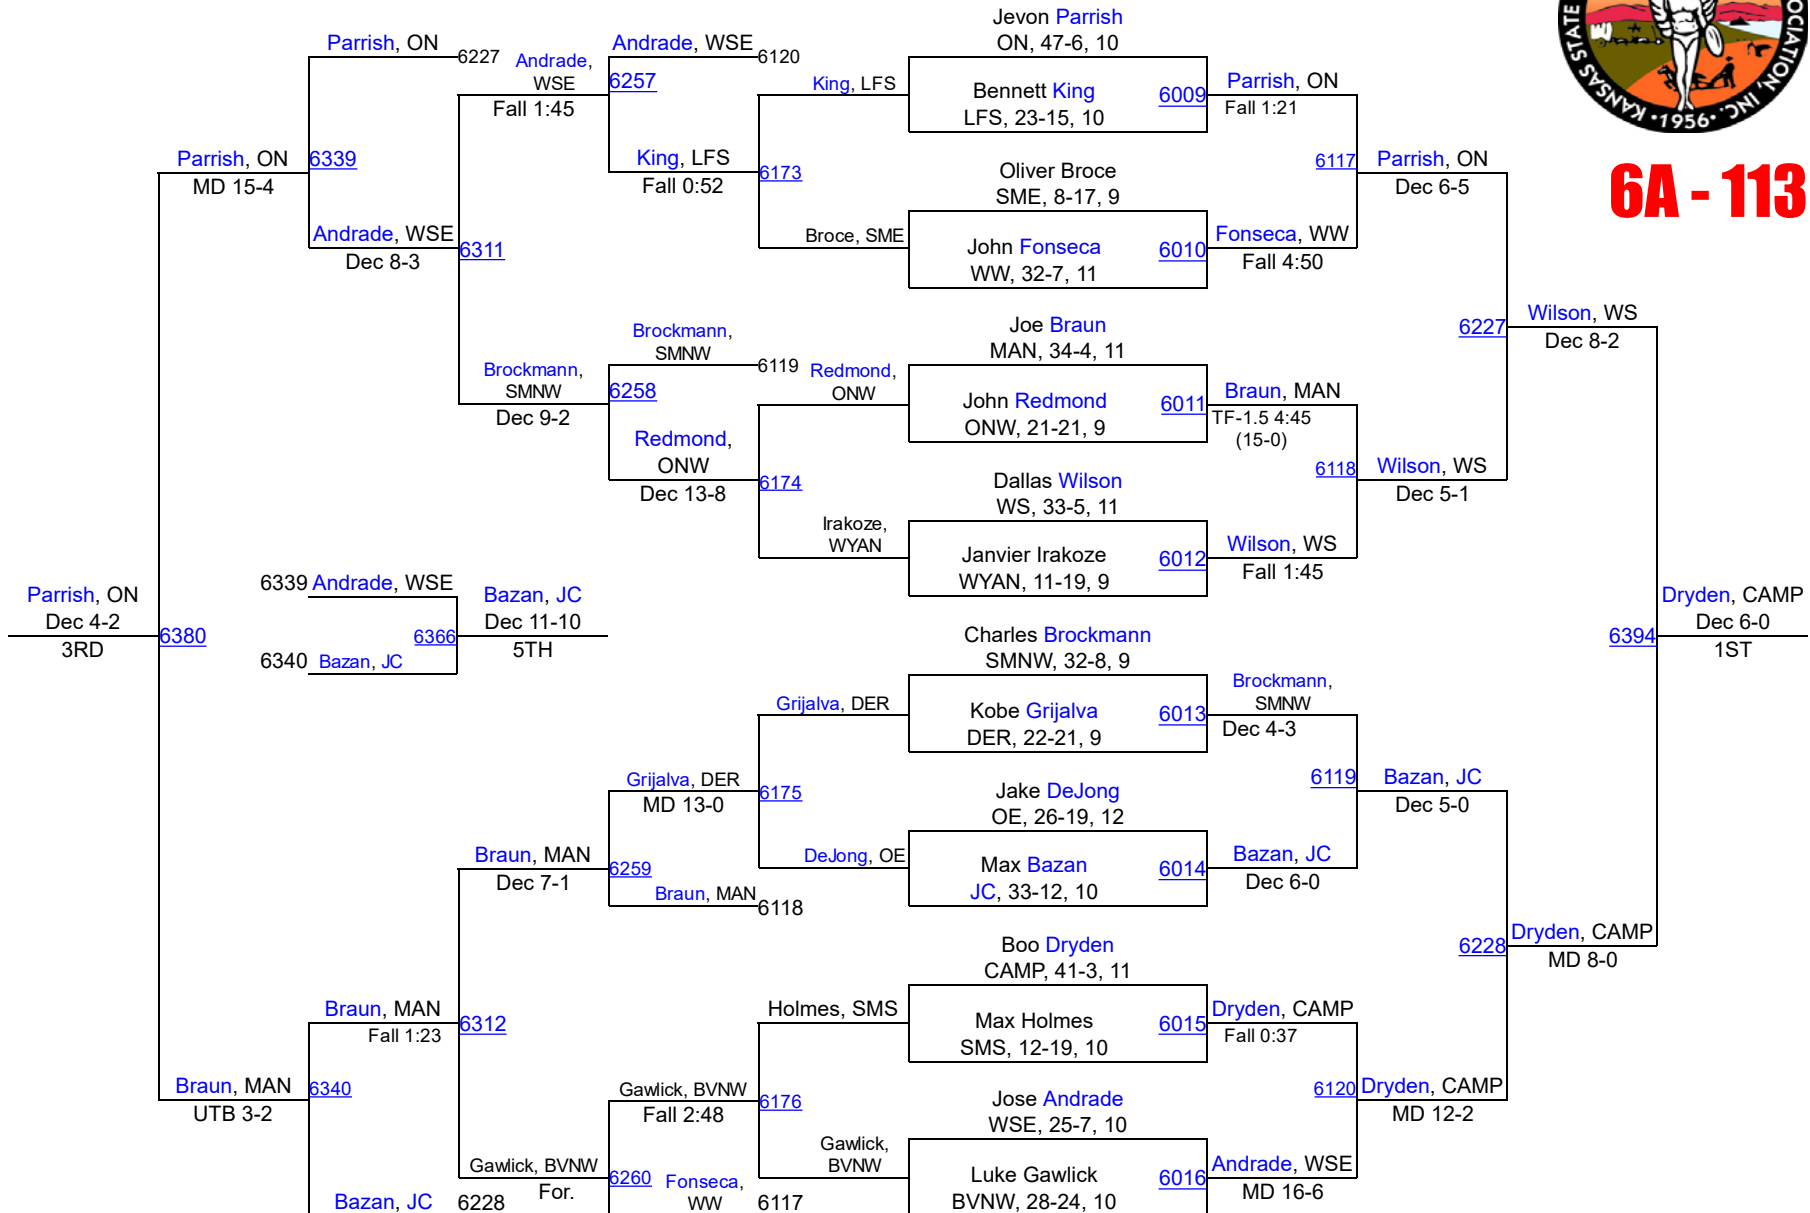 KANSAS STATE
OCIATION, INC.
•1956•
6A - 113
Parrish, ON
6227
Andrade,
WSE
Fall 1:45
6257
Andrade, WSE
6120
King, LFS
Fall 0:52
6173
King, LFS
Broce, SME
Parrish, ON
MD 15-4
6339
Andrade, WSE
Dec 8-3
6311
Brockmann,
SMNW
Dec 9-2
6258
Brockmann,
SMNW
6119
Redmond,
ONW
Dec 13-8
6174
Redmond,
ONW
Irakoze,
WYAN
Parrish, ON
Dec 4-2
3RD
6380
6339 Andrade, WSE
6340 Bazan, JC
6366
Bazan, JC
Dec 11-10
5TH
Grijalva, DER
MD 13-0
6175
Grijalva, DER
DeJong, OE
Braun, MAN
Dec 7-1
6259
Braun, MAN
6118
Braun, MAN
Fall 1:23
6312
Braun, MAN
UTB 3-2
6340
Bazan, JC 6228
Gawlick, BVNW
For.
6260
Gawlick, BVNW
Fall 2:48
6176
Holmes, SMS
Gawlick,
BVNW
Fonseca,
WW
6117
Jevon Parrish
ON, 47-6, 10
Bennett King
LFS, 23-15, 10
6009
Oliver Broce
SME, 8-17, 9
John Fonseca
WW, 32-7, 11
6010
Joe Braun
MAN, 34-4, 11
John Redmond
ONW, 21-21, 9
6011
Dallas Wilson
WS, 33-5, 11
Janvier Irakoze
WYAN, 11-19, 9
6012
Charles Brockmann
SMNW, 32-8, 9
Kobe Grijalva
DER, 22-21, 9
6013
Jake DeJong
OE, 26-19, 12
Max Bazan
JC, 33-12, 10
6014
Boo Dryden
CAMP, 41-3, 11
Max Holmes
SMS, 12-19, 10
6015
Jose Andrade
WSE, 25-7, 10
Luke Gawlick
BVNW, 28-24, 10
6016
Parrish, ON
Fall 1:21
Fonseca, WW
Fall 4:50
6117
Parrish, ON
Dec 6-5
Braun, MAN
TF-1.5 4:45
(15-0)
Wilson, WS
Fall 1:45
6118
Wilson, WS
Dec 5-1
6227
Wilson, WS
Dec 8-2
Brockmann,
SMNW
Dec 4-3
Bazan, JC
Dec 6-0
6119
Bazan, JC
Dec 5-0
Dryden, CAMP
Fall 0:37
Andrade, WSE
MD 16-6
6120
Dryden, CAMP
MD 12-2
6228
Dryden, CAMP
MD 8-0
6394
Dryden, CAMP
Dec 6-0
1ST